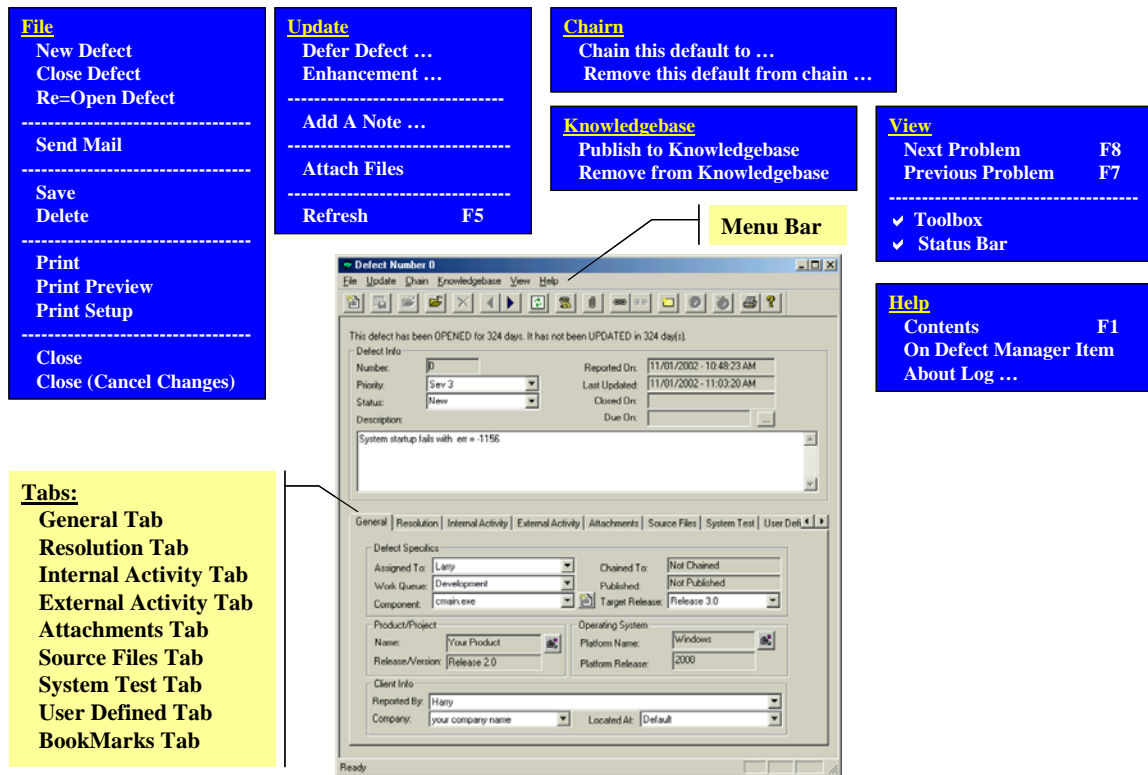 File
New Defect
Close Defect
Re=Open Defect
----------------------------------
Send Mail
----------------------------------
Save
Delete
----------------------------------
Print
Print Preview
Print Setup
----------------------------------
Close
Close (Cancel Changes)
Update
Defer Defect …
Enhancement …
---------------------------------
Add A Note …
---------------------------------
Attach Files
---------------------------------
Refresh F5
Chairn
Chain this default to …
Remove this default from chain …
Knowledgebase
Publish to Knowledgebase
Remove from Knowledgebase
View
Next Problem F8
Previous Problem F7
--------------------------------------
Toolbox
Status Bar
Help
Contents F1
On Defect Manager Item
About Log …
Menu Bar
Defect Number 0
File Update Chain Knowledgebase View Help
This defect has been OPENED for 324 days. It has not been UPDATED in 324 day(s).
Defect Info
Number: 0 Reported On: 11/01/2002 - 10:48:23 AM
Priority: Sev 3 Last Updated: 11/01/2002 - 11:03:20 AM
Status: New Closed On:
Description: Due On: ...
System startup fails with err = -1156
General Resolution Internal Activity External Activity Attachments Source Files System Test User Defi
Defect Specifics
Assigned To: Larry Chained To: Not Chained
Work Queue: Development Published: Not Published
Component: cmain.exe Target Release: Release 3.0
Product/Project Operating System
Name: Your Product Platform Name: Windows
Release/Version: Release 2.0 Platform Release: 2000
Client Info
Reported By: Harry
Company: your company name Located At: Default
Ready
Tabs:
General Tab
Resolution Tab
Internal Activity Tab
External Activity Tab
Attachments Tab
Source Files Tab
System Test Tab
User Defined Tab
BookMarks Tab